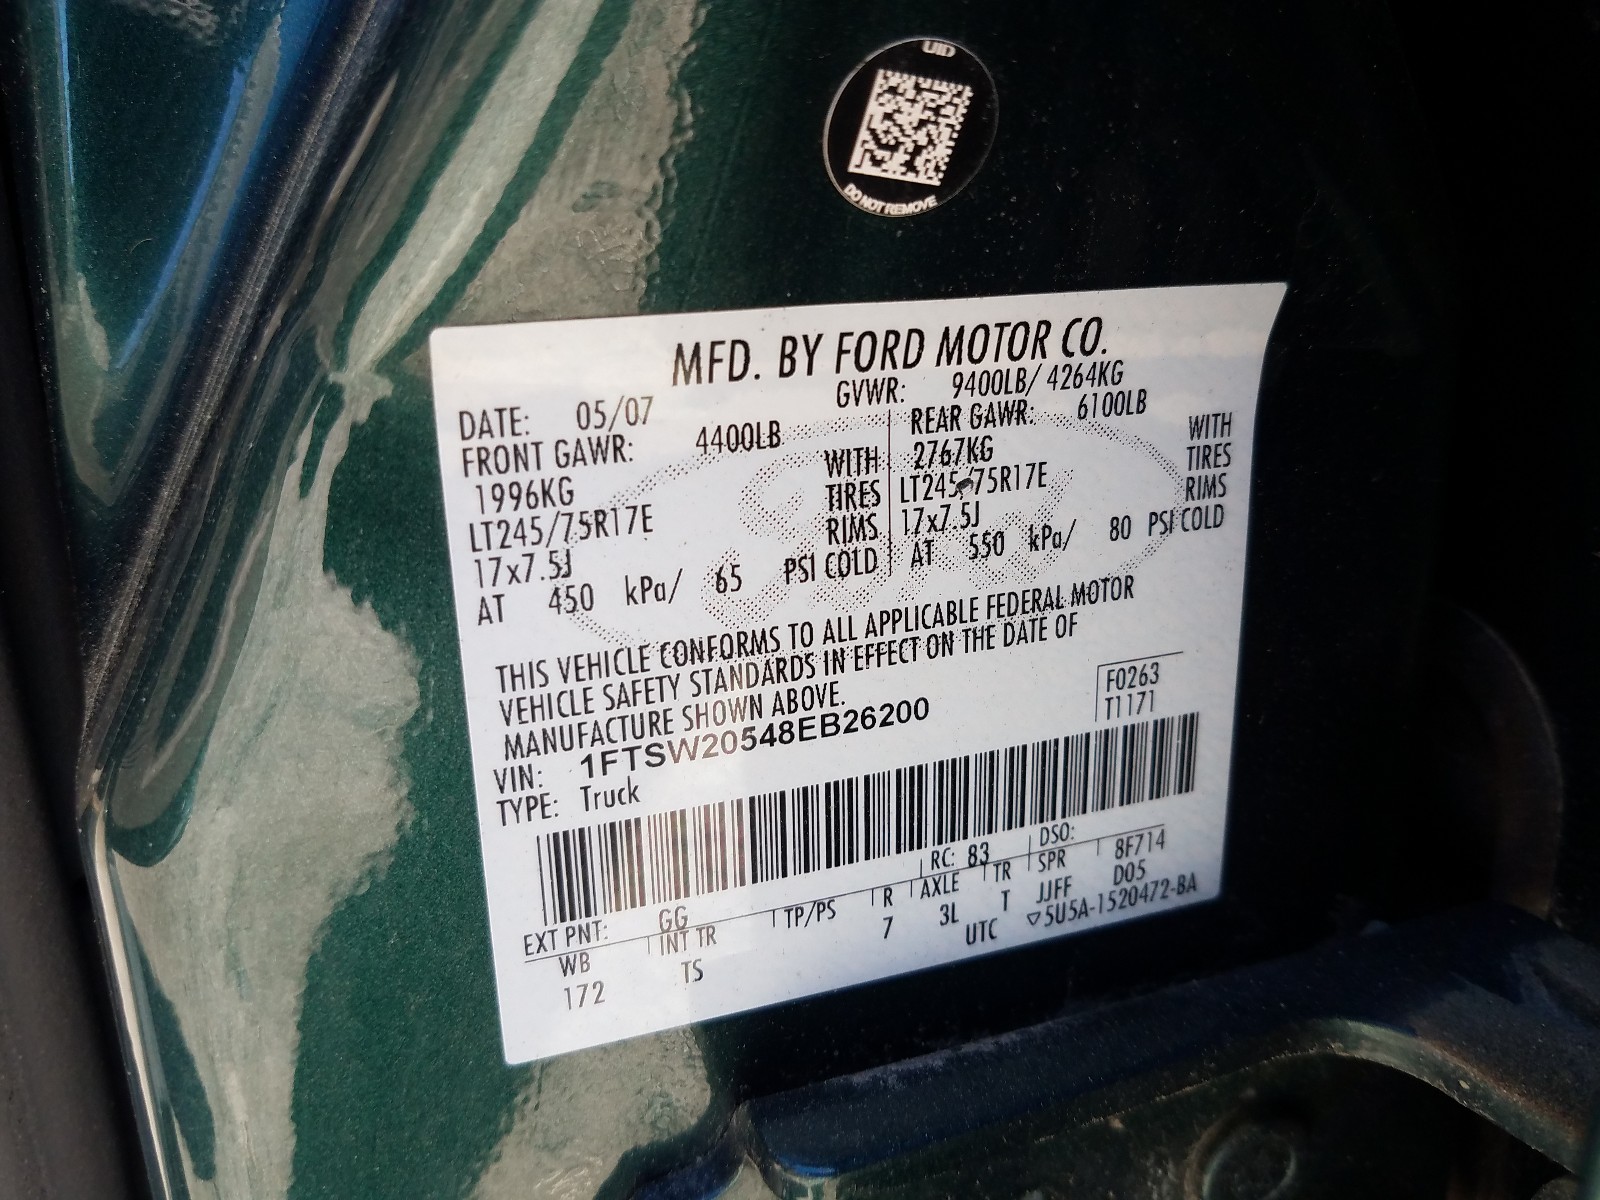 UID
DO NOT REMOVE
MFD. BY FORD MOTOR CO.
DATE: 05/07 GVWR: 9400LB/ 4264KG
FRONT GAWR: 4400LB REAR GAWR: 6100LB
1996KG WITH 2767KG WITH
LT245/75R17E TIRES LT245/75R17E TIRES
17x7.5J RIMS 17x7.5J RIMS
AT 450 kPa/ 65 PSI COLD AT 550 kPa/ 80 PSI COLD
THIS VEHICLE CONFORMS TO ALL APPLICABLE FEDERAL MOTOR
VEHICLE SAFETY STANDARDS IN EFFECT ON THE DATE OF
MANUFACTURE SHOWN ABOVE.
VIN: 1FTSW20548EB26200
TYPE: Truck
F0263
T1171
EXT PNT: GG RC: 83 DSO: 8F714
WB INT TR TP/PS R AXLE TR SPR D05
172 TS 7 3L T JJFF
UTC ▽5U5A-1520472-BA